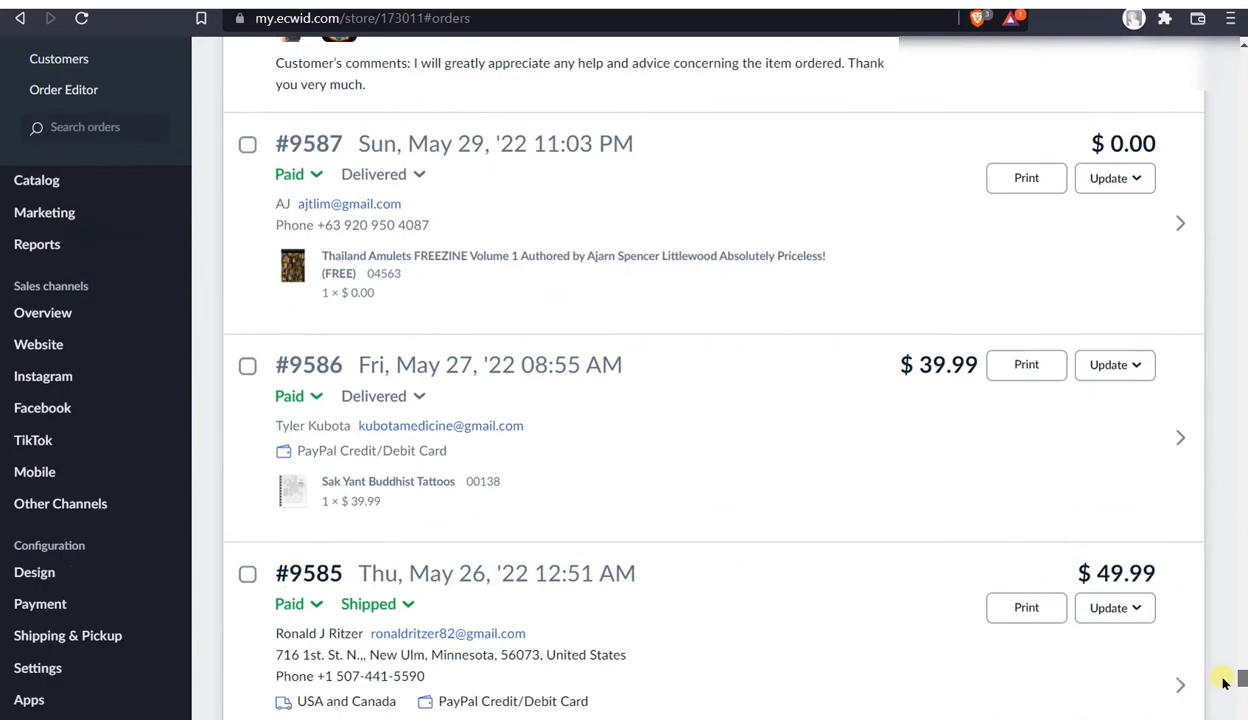 my.ecwid.com/store/173011#orders
3
1
Customers
Order Editor
Search orders
Catalog
Marketing
Reports
Sales channels
Overview
Website
Instagram
Facebook
TikTok
Mobile
Other Channels
Configuration
Design
Payment
Shipping & Pickup
Settings
Apps
Customer's comments: I will greatly appreciate any help and advice concerning the item ordered. Thank
you very much.
#9587 Sun, May 29, '22 11:03 PM $ 0.00
Paid Delivered Print Update
AJ ajtlim@gmail.com
Phone +63 920 950 4087
Thailand Amulets FREEZINE Volume 1 Authored by Ajarn Spencer Littlewood Absolutely Priceless!
(FREE) 04563
1 × $ 0.00
#9586 Fri, May 27, '22 08:55 AM $ 39.99 Print Update
Paid Delivered
Tyler Kubota kubotamedicine@gmail.com
PayPal Credit/Debit Card
Sak Yant Buddhist Tattoos 00138
1 × $ 39.99
#9585 Thu, May 26, '22 12:51 AM $ 49.99
Paid Shipped Print Update
Ronald J Ritzer ronaldritzer82@gmail.com
716 1st. St. N.,, New Ulm, Minnesota, 56073, United States
Phone +1 507-441-5590
USA and Canada PayPal Credit/Debit Card